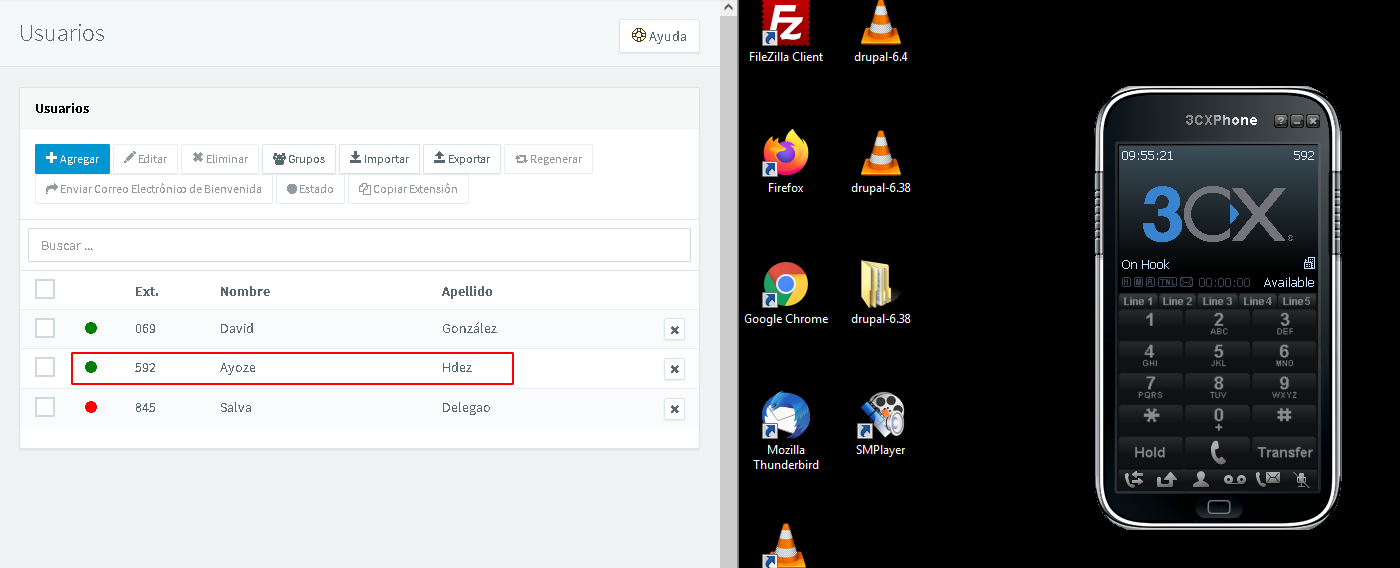 Usuarios
Ayuda
Usuarios
Agregar
Editar
Eliminar
Grupos
Importar
Exportar
Regenerar
Enviar Correo Electrónico de Bienvenida
Estado
Copiar Extensión
Buscar ...
Ext. Nombre Apellido
069 David González
592 Ayoze Hdez
845 Salva Delegao
FileZilla Client
drupal-6.4
Firefox
drupal-6.38
Google Chrome
drupal-6.38
Mozilla
Thunderbird
SMPlayer
3CXPhone
09:55:21 592
3CX
On Hook
H M R TNL 00:00:00 Available
Line 1 Line 2 Line 3 Line 4 Line5
1 2 3
ABC DEF
4 5 6
GHI JKL MNO
7 8 9
PQRS TUV WXYZ
* 0 #
+
Hold Transfer